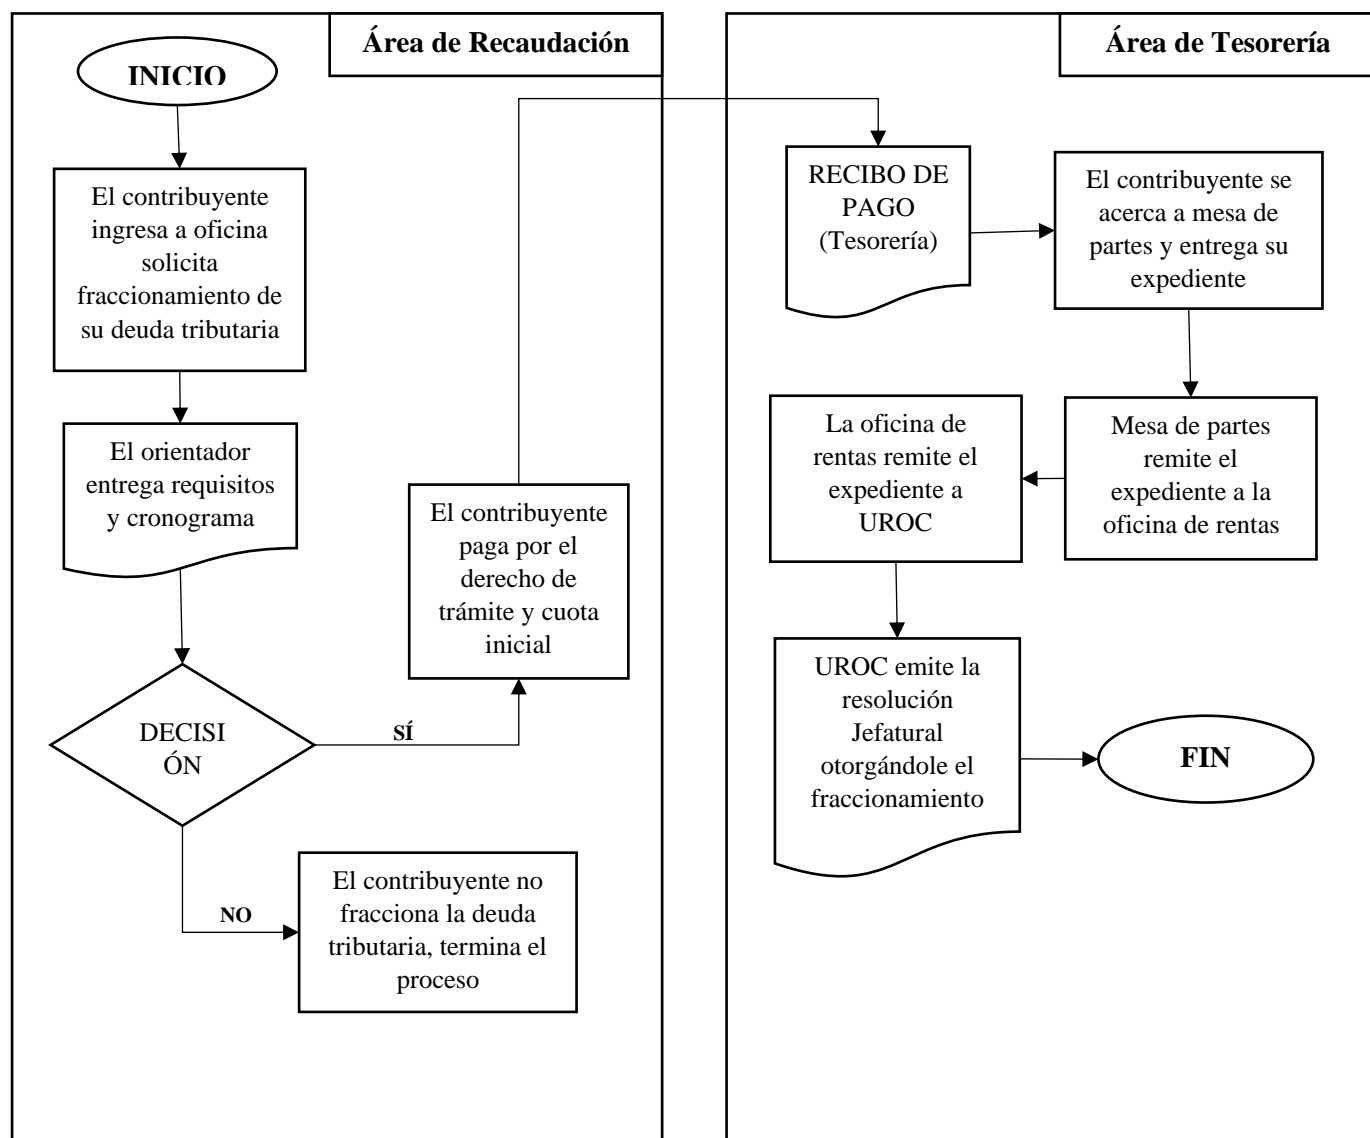 Área de Recaudación
INICIO
El contribuyente
ingresa a oficina
solicita
fraccionamiento de
su deuda tributaria
El orientador
entrega requisitos
y cronograma
DECISI
ÓN
SÍ
El contribuyente
paga por el
derecho de
trámite y cuota
inicial
NO
El contribuyente no
fracciona la deuda
tributaria, termina el
proceso
Área de Tesorería
RECIBO DE
PAGO
(Tesorería)
El contribuyente se
acerca a mesa de
partes y entrega su
expediente
Mesa de partes
remite el
expediente a la
oficina de rentas
La oficina de
rentas remite el
expediente a
UROC
UROC emite la
resolución
Jefatural
otorgándole el
fraccionamiento
FIN